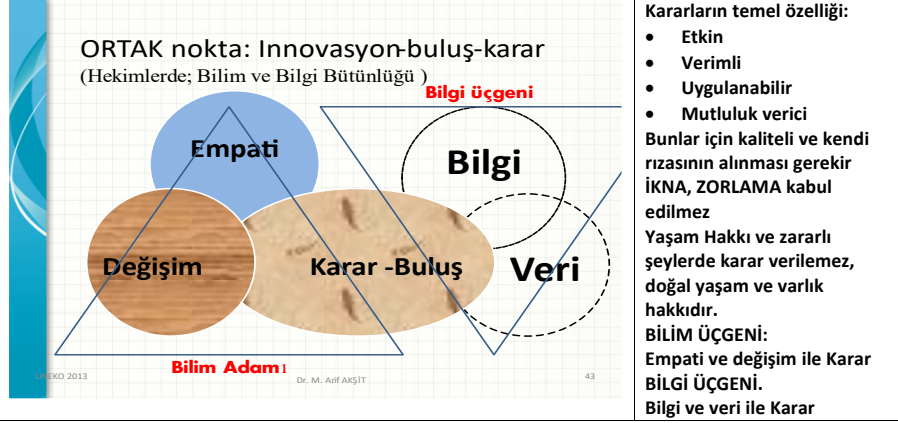 ORTAK nokta: Innovasyon-buluş-karar
(Hekimlerde; Bilim ve Bilgi Bütünlüğü )
Bilgi üçgeni
Empati
Bilgi
Değişim
Karar -Buluş
Veri
Bilim Adamı
EKO 2013
Dr. M. Arif AKŞİT
43
Kararların temel özelliği:
• Etkin
• Verimli
• Uygulanabilir
• Mutluluk verici
Bunlar için kaliteli ve kendi
rızasının alınması gerekir
İKNA, ZORLAMA kabul
edilmez
Yaşam Hakkı ve zararlı
şeylerde karar verilemez,
doğal yaşam ve varlık
hakkıdır.
BİLİM ÜÇGENİ:
Empati ve değişim ile Karar
BİLGİ ÜÇGENİ.
Bilgi ve veri ile Karar